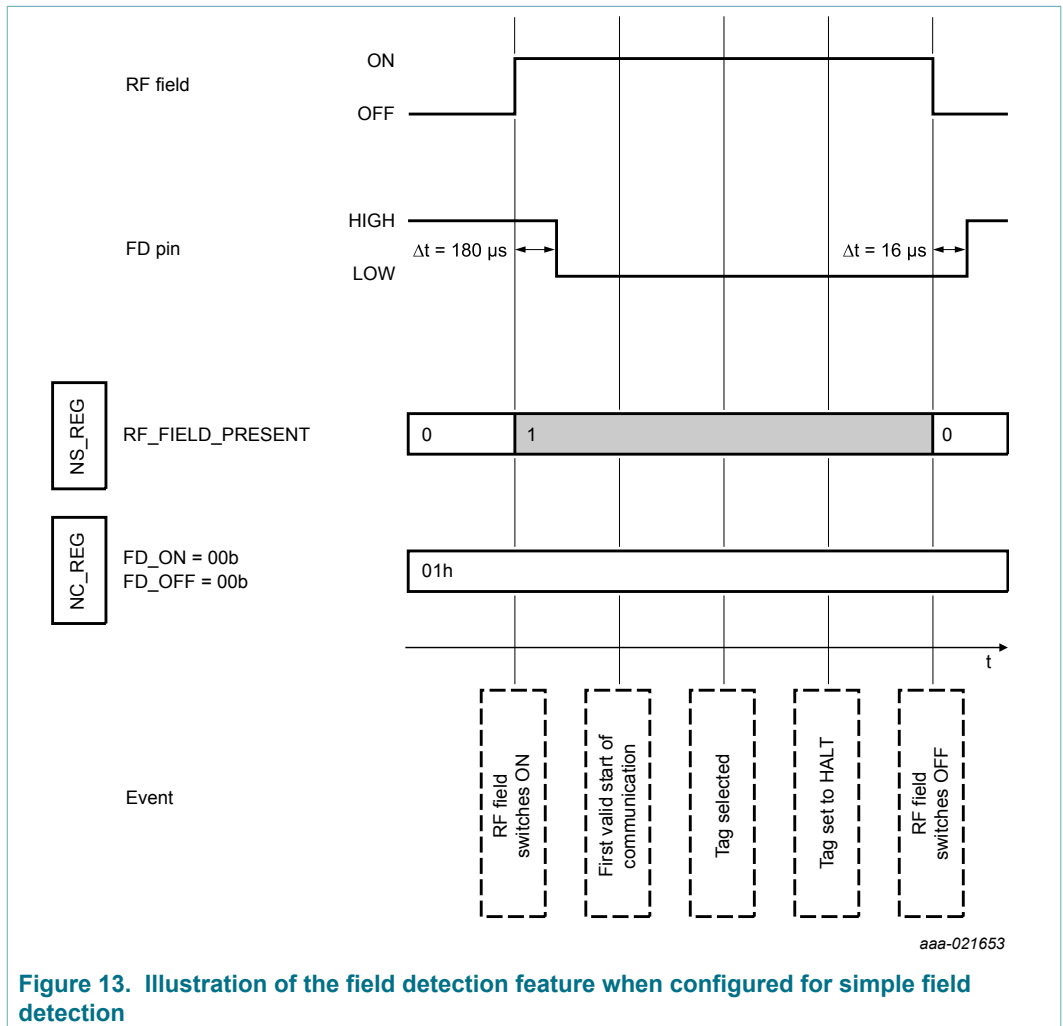 RF field
ON
OFF
FD pin
HIGH
LOW
Δt = 180 µs
Δt = 16 µs
NS_REG
RF_FIELD_PRESENT
0
1
0
NC_REG
FD_ON = 00b
FD_OFF = 00b
01h
t
Event
RF field
switches ON
First valid start of
communication
Tag selected
Tag set to HALT
RF field
switches OFF
aaa-021653
Figure 13. Illustration of the field detection feature when configured for simple field
detection